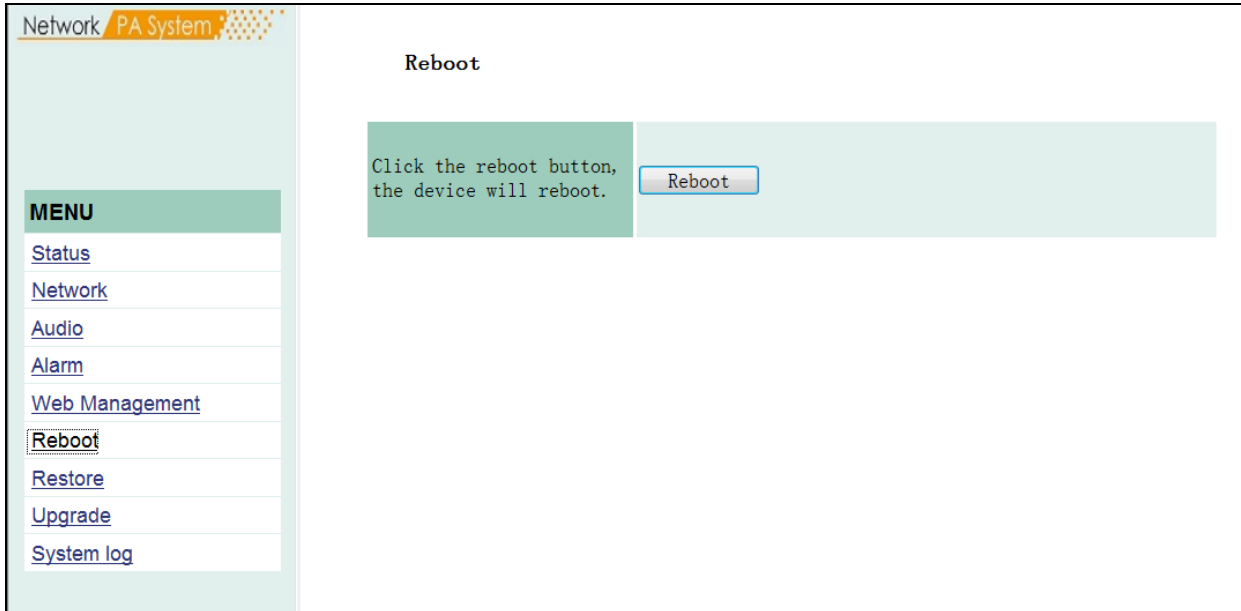 Network PA System
MENU
Status
Network
Audio
Alarm
Web Management
Reboot
Restore
Upgrade
System log
Reboot
Click the reboot button,
the device will reboot.
Reboot